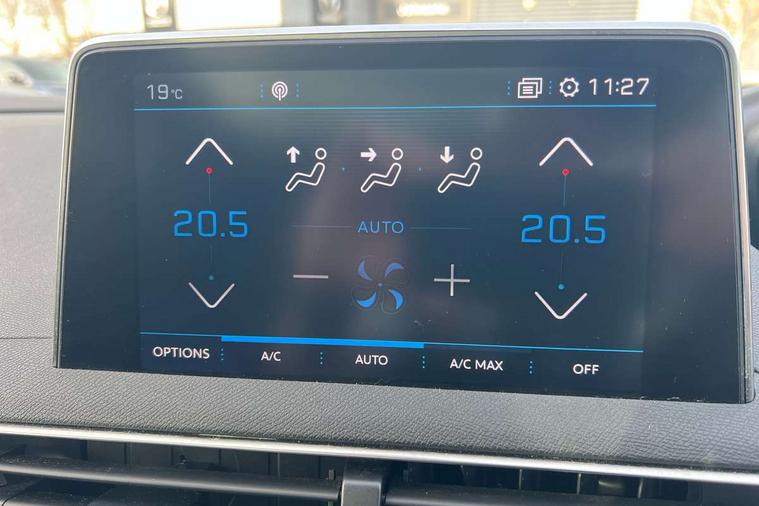 19°C 11:27
20.5 20.5
AUTO
OPTIONS A/C AUTO A/C MAX OFF